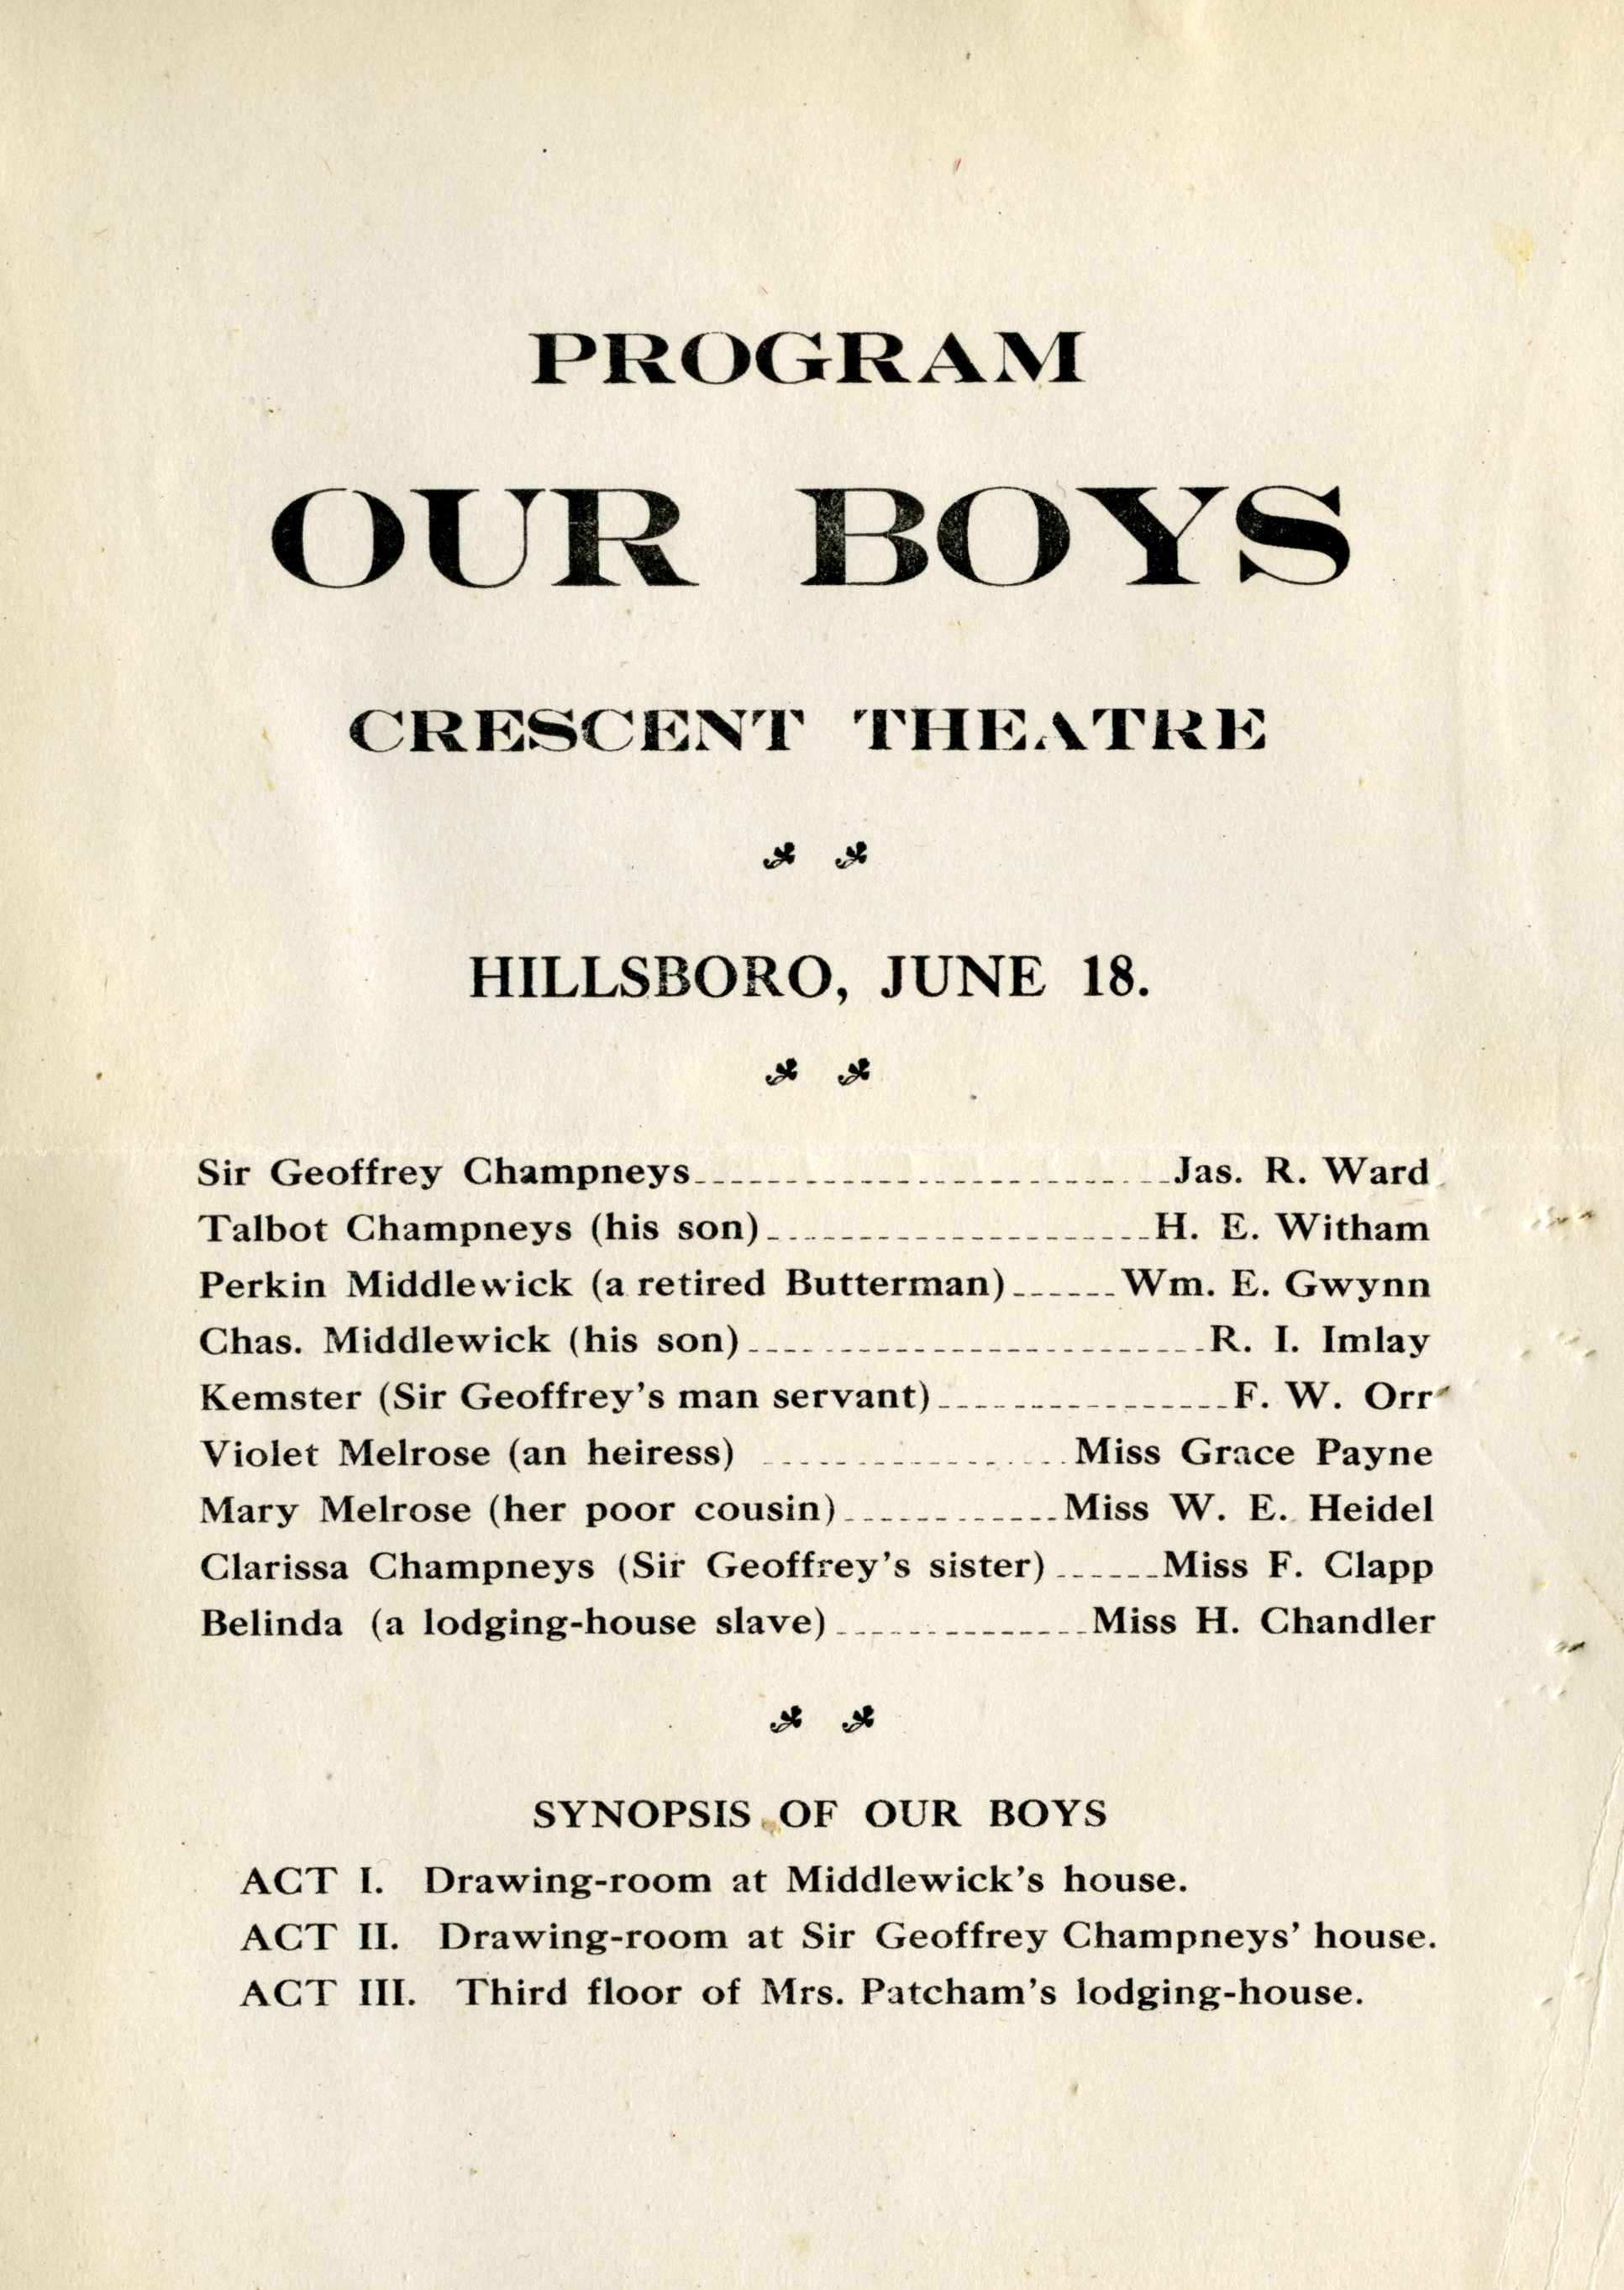 PROGRAM
OUR BOYS
CRESCENT THEATRE
HILLSBORO, JUNE 18.
Sir Geoffrey Champneys Jas. R. Ward
Talbot Champneys (his son) H. E. Witham
Perkin Middlewick (a retired Butterman) Wm. E. Gwynn
Chas. Middlewick (his son) R. I. Imlay
Kemster (Sir Geoffrey's man servant) F. W. Orr
Violet Melrose (an heiress) Miss Grace Payne
Mary Melrose (her poor cousin) Miss W. E. Heidel
Clarissa Champneys (Sir Geoffrey's sister) Miss F. Clapp
Belinda (a lodging-house slave) Miss H. Chandler
SYNOPSIS OF OUR BOYS
ACT I. Drawing-room at Middlewick's house.
ACT II. Drawing-room at Sir Geoffrey Champneys' house.
ACT III. Third floor of Mrs. Patcham's lodging-house.